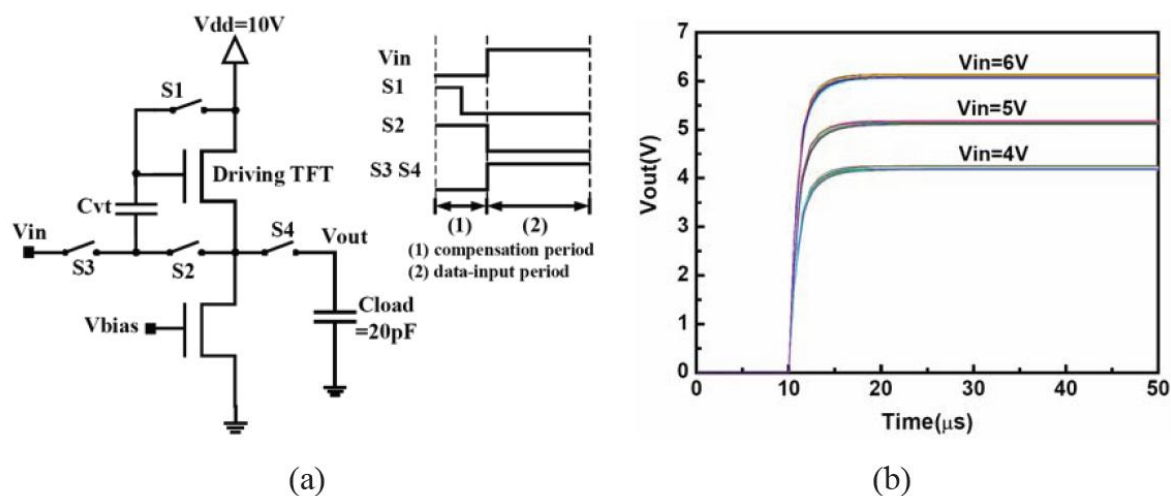 Vdd=10V
S1
Driving TFT
Cvt
Vin
S3
S2
S4
Vout
Vbias
Cload
=20pF
Vin
S1
S2
S3 S4
(1)
(2)
(1) compensation period
(2) data-input period
(a)
Vout(V)
7
6
5
4
3
2
1
0
Vin=6V
Vin=5V
Vin=4V
0
10
20
30
40
50
Time(μs)
(b)